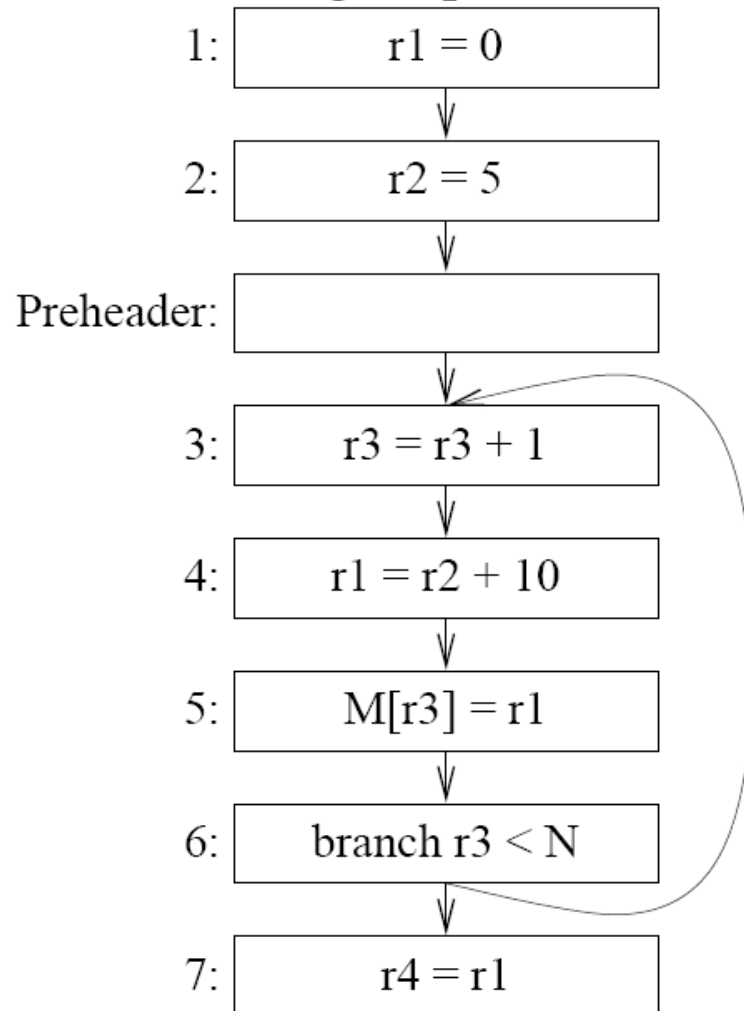 1: r1 = 0
2: r2 = 5
Preheader:
3: r3 = r3 + 1
4: r1 = r2 + 10
5: M[r3] = r1
6: branch r3 < N
7: r4 = r1